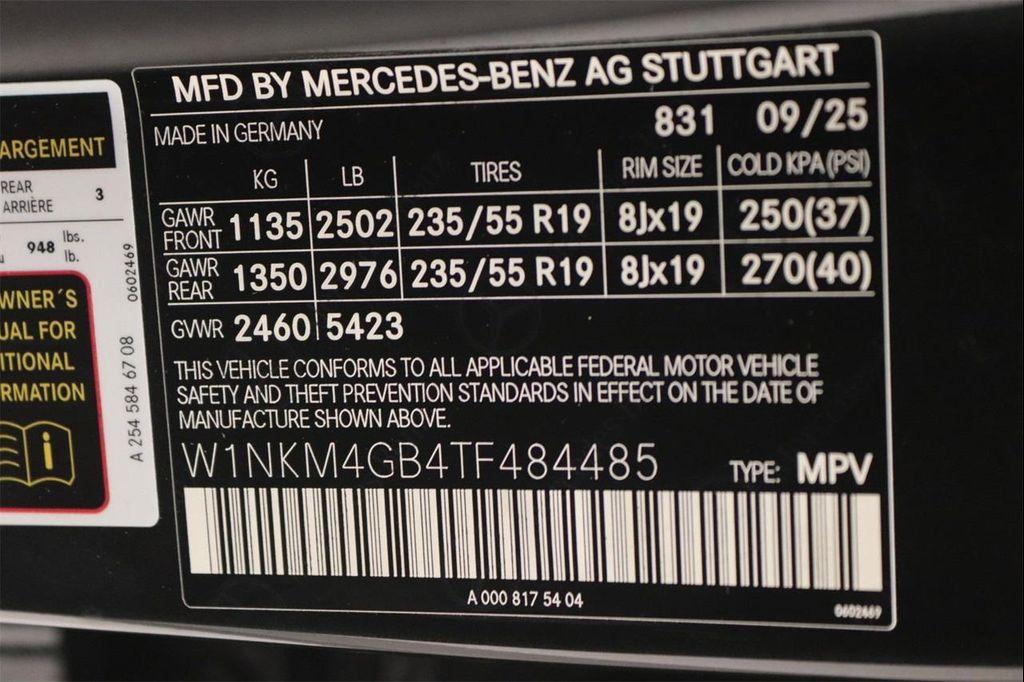 ARGEMENT
REAR
ARRIÈRE 3
948 lbs.
lb.
WNER´S
UAL FOR
ITIONAL
RMATION
i
A 254 584 67 08 0602469
MFD BY MERCEDES-BENZ AG STUTTGART
MADE IN GERMANY 831 09/25
KG LB TIRES RIM SIZE COLD KPA(PSI)
GAWR FRONT 1135 2502 235/55 R19 8Jx19 250(37)
GAWR REAR 1350 2976 235/55 R19 8Jx19 270(40)
GVWR 2460 5423
THIS VEHICLE CONFORMS TO ALL APPLICABLE FEDERAL MOTOR VEHICLE
SAFETY AND THEFT PREVENTION STANDARDS IN EFFECT ON THE DATE OF
MANUFACTURE SHOWN ABOVE.
W1NKM4GB4TF484485 TYPE: MPV
A 000 817 54 04
0602469